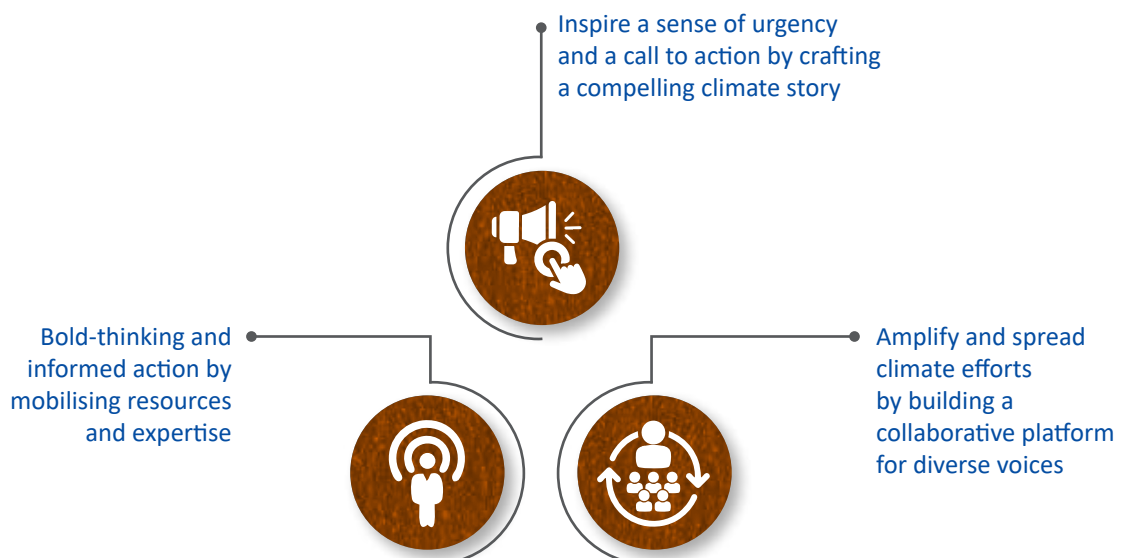 Inspire a sense of urgency
and a call to action by crafting
a compelling climate story
Bold-thinking and
informed action by
mobilising resources
and expertise
Amplify and spread
climate efforts
by building a
collaborative platform
for diverse voices